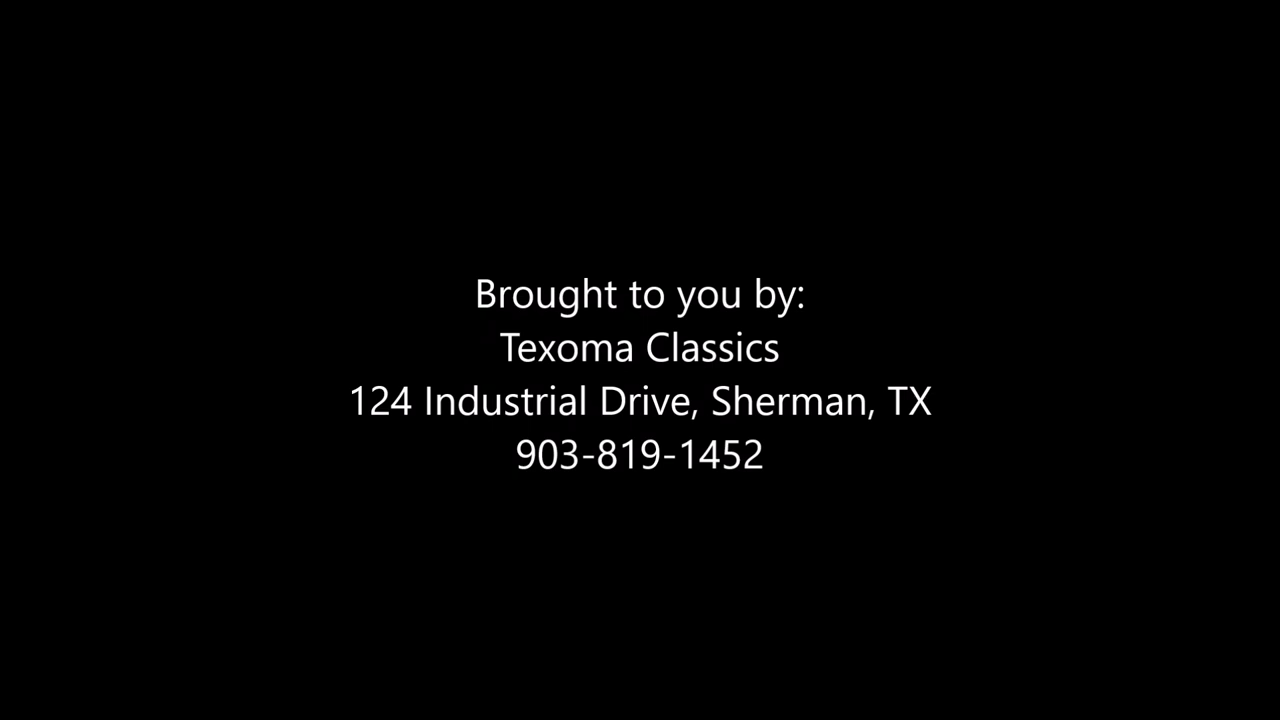 Brought to you by:
Texoma Classics
124 Industrial Drive, Sherman, TX
903-819-1452